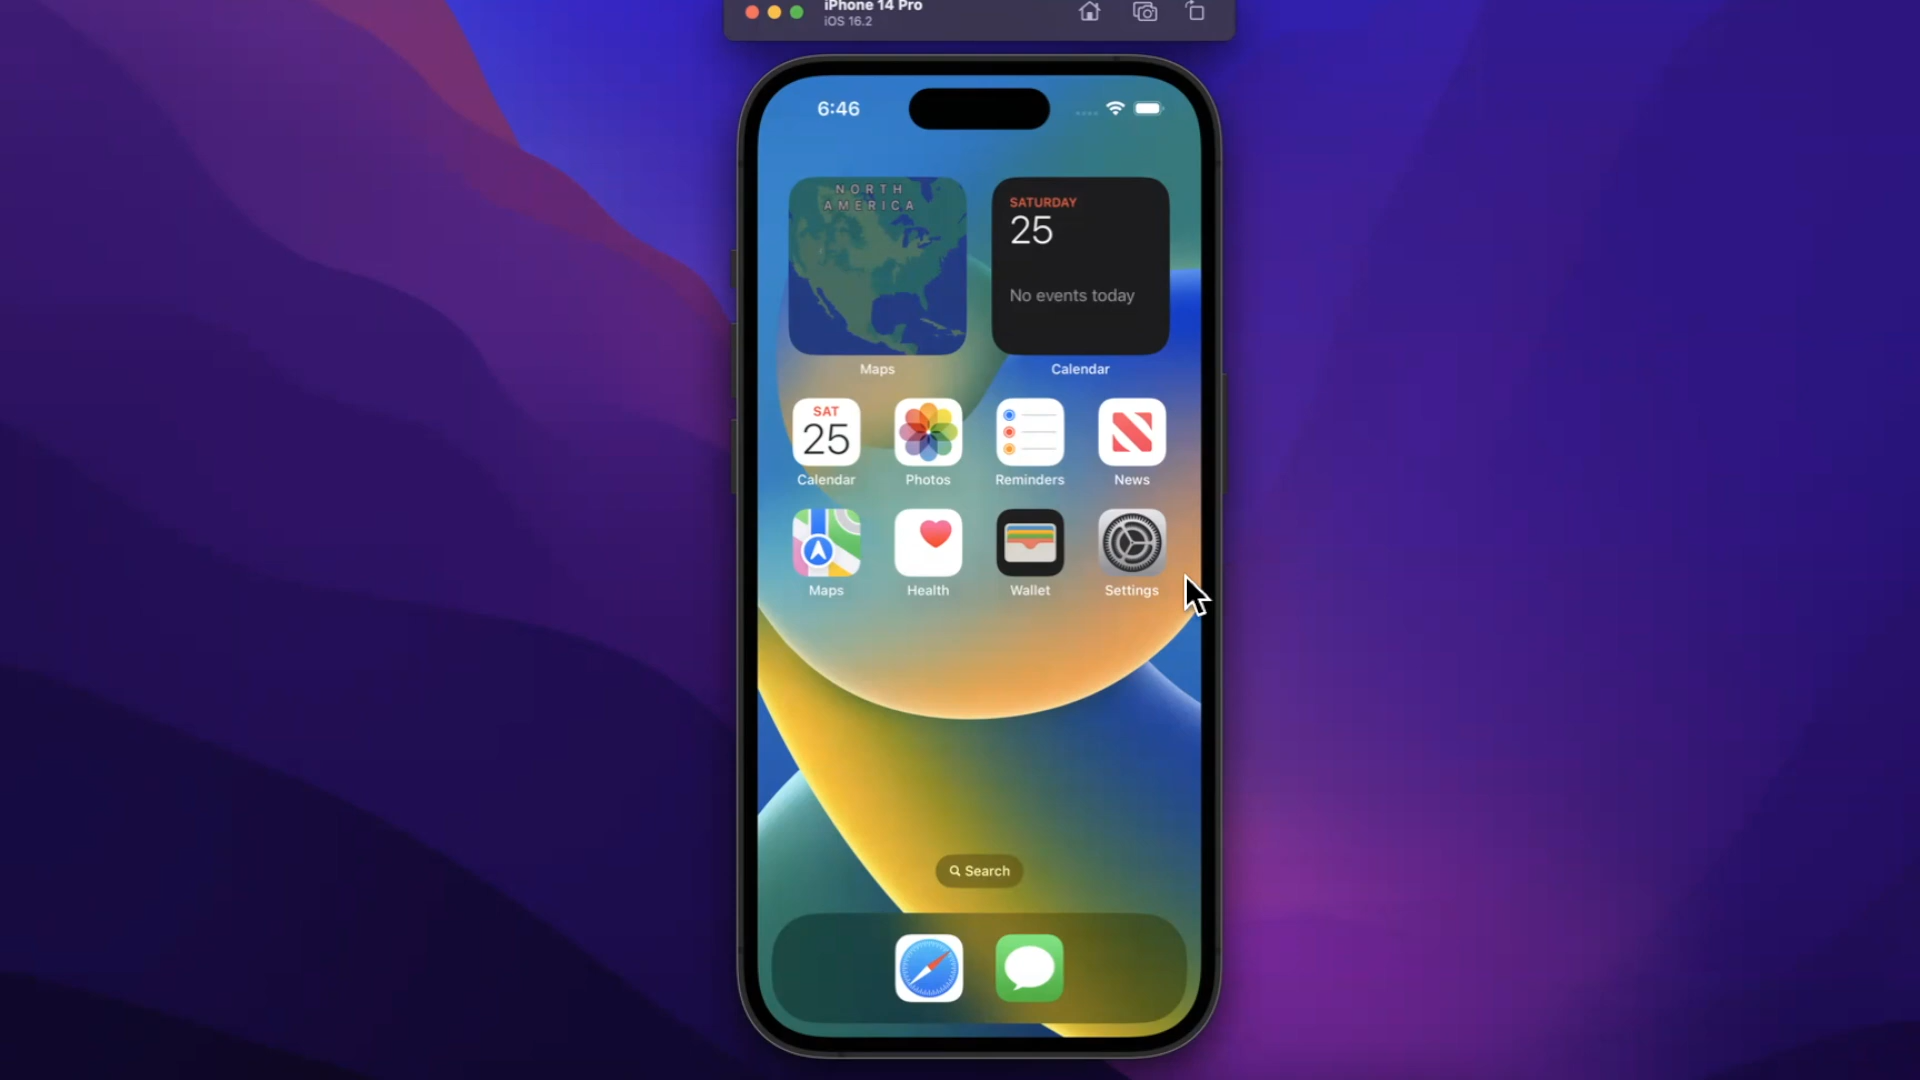 iPhone 14 Pro
iOS 16.2
6:46
NORTH
AMERICA
SATURDAY
25
No events today
Maps
Calendar
SAT
25
Calendar
Photos
Reminders
News
Maps
Health
Wallet
Settings
Search